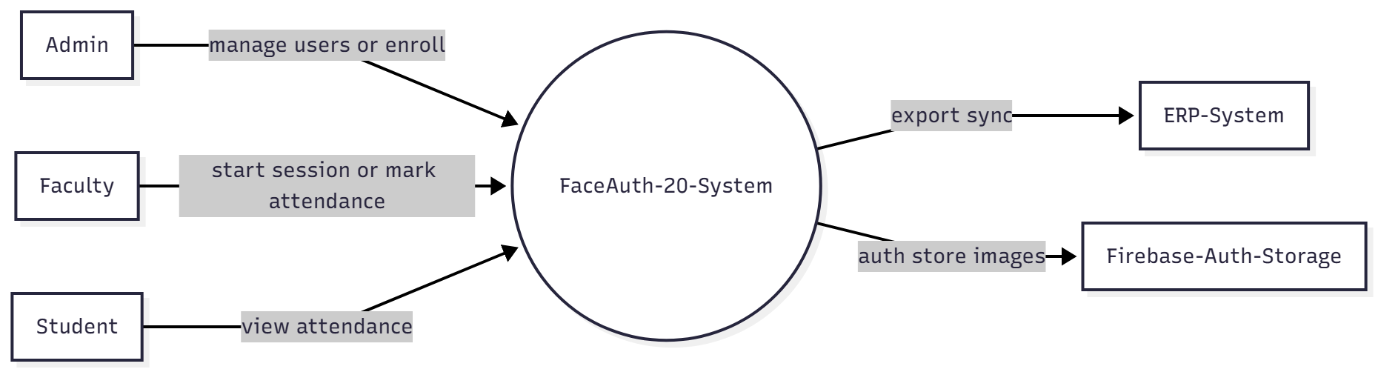 Admin
manage users or enroll
Faculty
start session or mark
attendance
Student
view attendance
FaceAuth-20-System
export sync
ERP-System
auth store images
Firebase-Auth-Storage